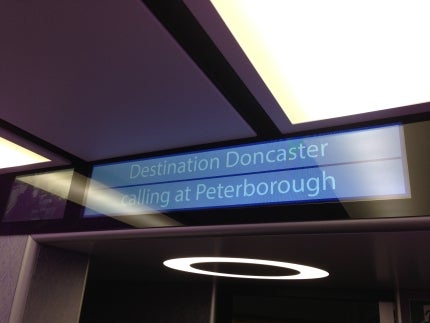 Destination Doncaster
calling at Peterborough